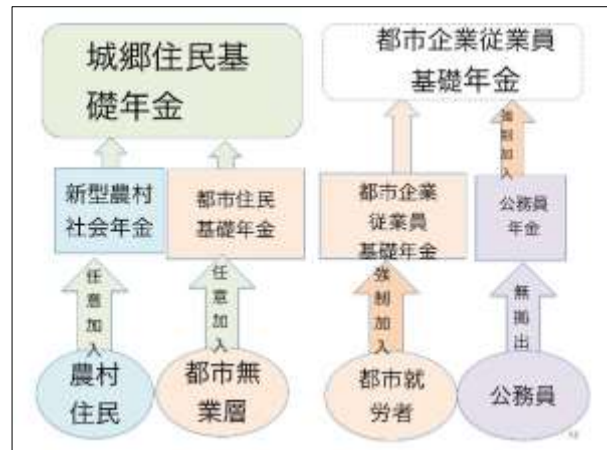 城郷住民基
礎年金
都市企業従業員
基礎年金
強制加入
新型農村
社会年金
都市住民
基礎年金
都市企業
従業員
基礎年金
公務員
年金
任意加入
任意加入
強制加入
無拠出
農村
住民
都市無
業層
都市就
労者
公務員